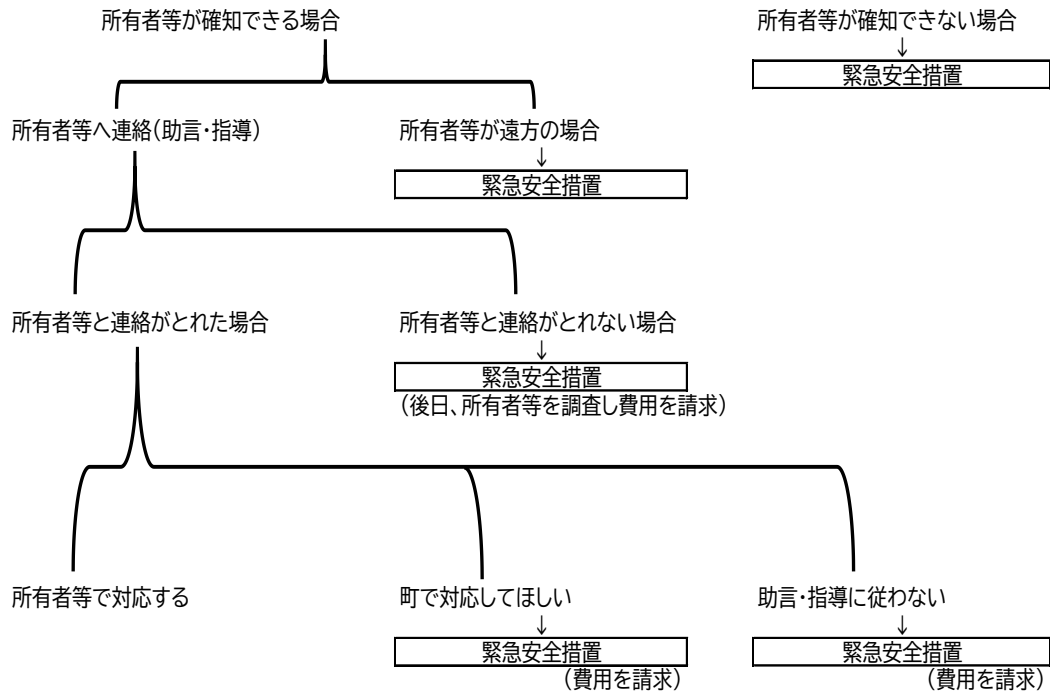 所有者等が確知できる場合
所有者等が確知できない場合
↓
緊急安全措置
所有者等へ連絡(助言・指導)
所有者等が遠方の場合
↓
緊急安全措置
所有者等と連絡がとれた場合
所有者等と連絡がとれない場合
↓
緊急安全措置
(後日、所有者等を調査し費用を請求)
所有者等で対応する
町で対応してほしい
助言・指導に従わない
↓
↓
緊急安全措置
緊急安全措置
(費用を請求)
(費用を請求)